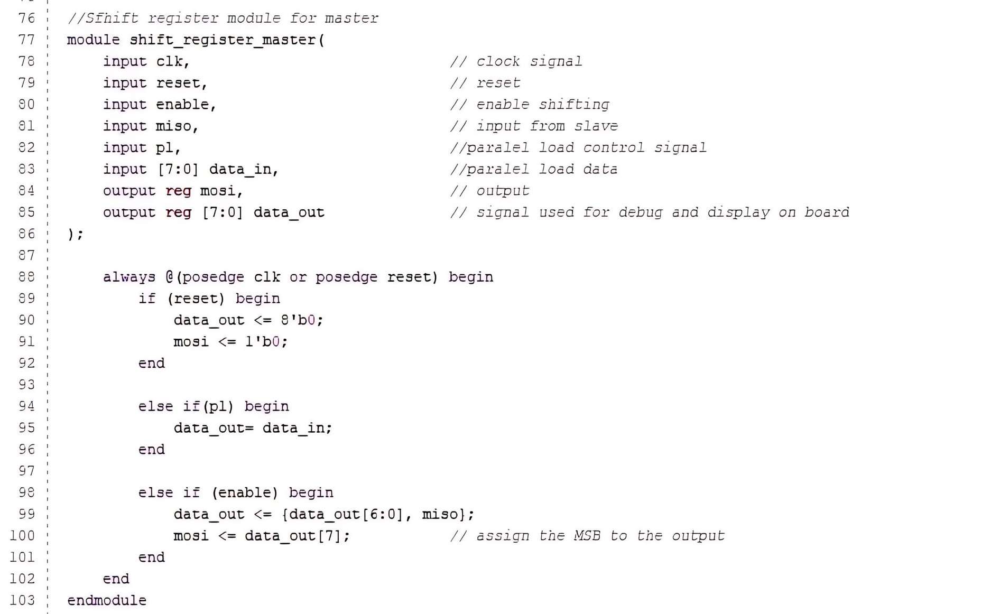 76 //Sfhift register module for master
77 module shift_register_master(
78     input clk,                             // clock signal
79     input reset,                           // reset
80     input enable,                          // enable shifting
81     input miso,                            // input from slave
82     input pl,                              //paralel load control signal
83     input [7:0] data_in,                   //paralel load data
84     output reg mosi,                       // output
85     output reg [7:0] data_out              // signal used for debug and display on board
86 );
87
88     always @(posedge clk or posedge reset) begin
89         if (reset) begin
90             data_out <= 8'b0;
91             mosi <= 1'b0;
92         end
93
94         else if(pl) begin
95             data_out= data_in;
96         end
97
98         else if (enable) begin
99             data_out <= {data_out[6:0], miso};
100             mosi <= data_out[7];           // assign the MSB to the output
101         end
102     end
103 endmodule